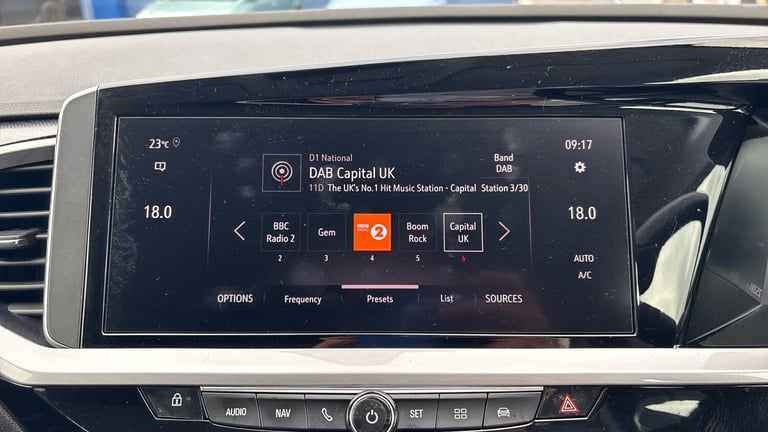 23°C
09:17
D1 National
Band
DAB Capital UK
DAB
11D The UK's No.1 Hit Music Station - Capital Station 3/30
18.0
18.0
BBC
Radio 2
Gem
BBC
RADIO 2
Boom
Rock
Capital
UK
2
3
4
5
6
AUTO
A/C
OPTIONS
Frequency
Presets
List
SOURCES
AUDIO
NAV
SET